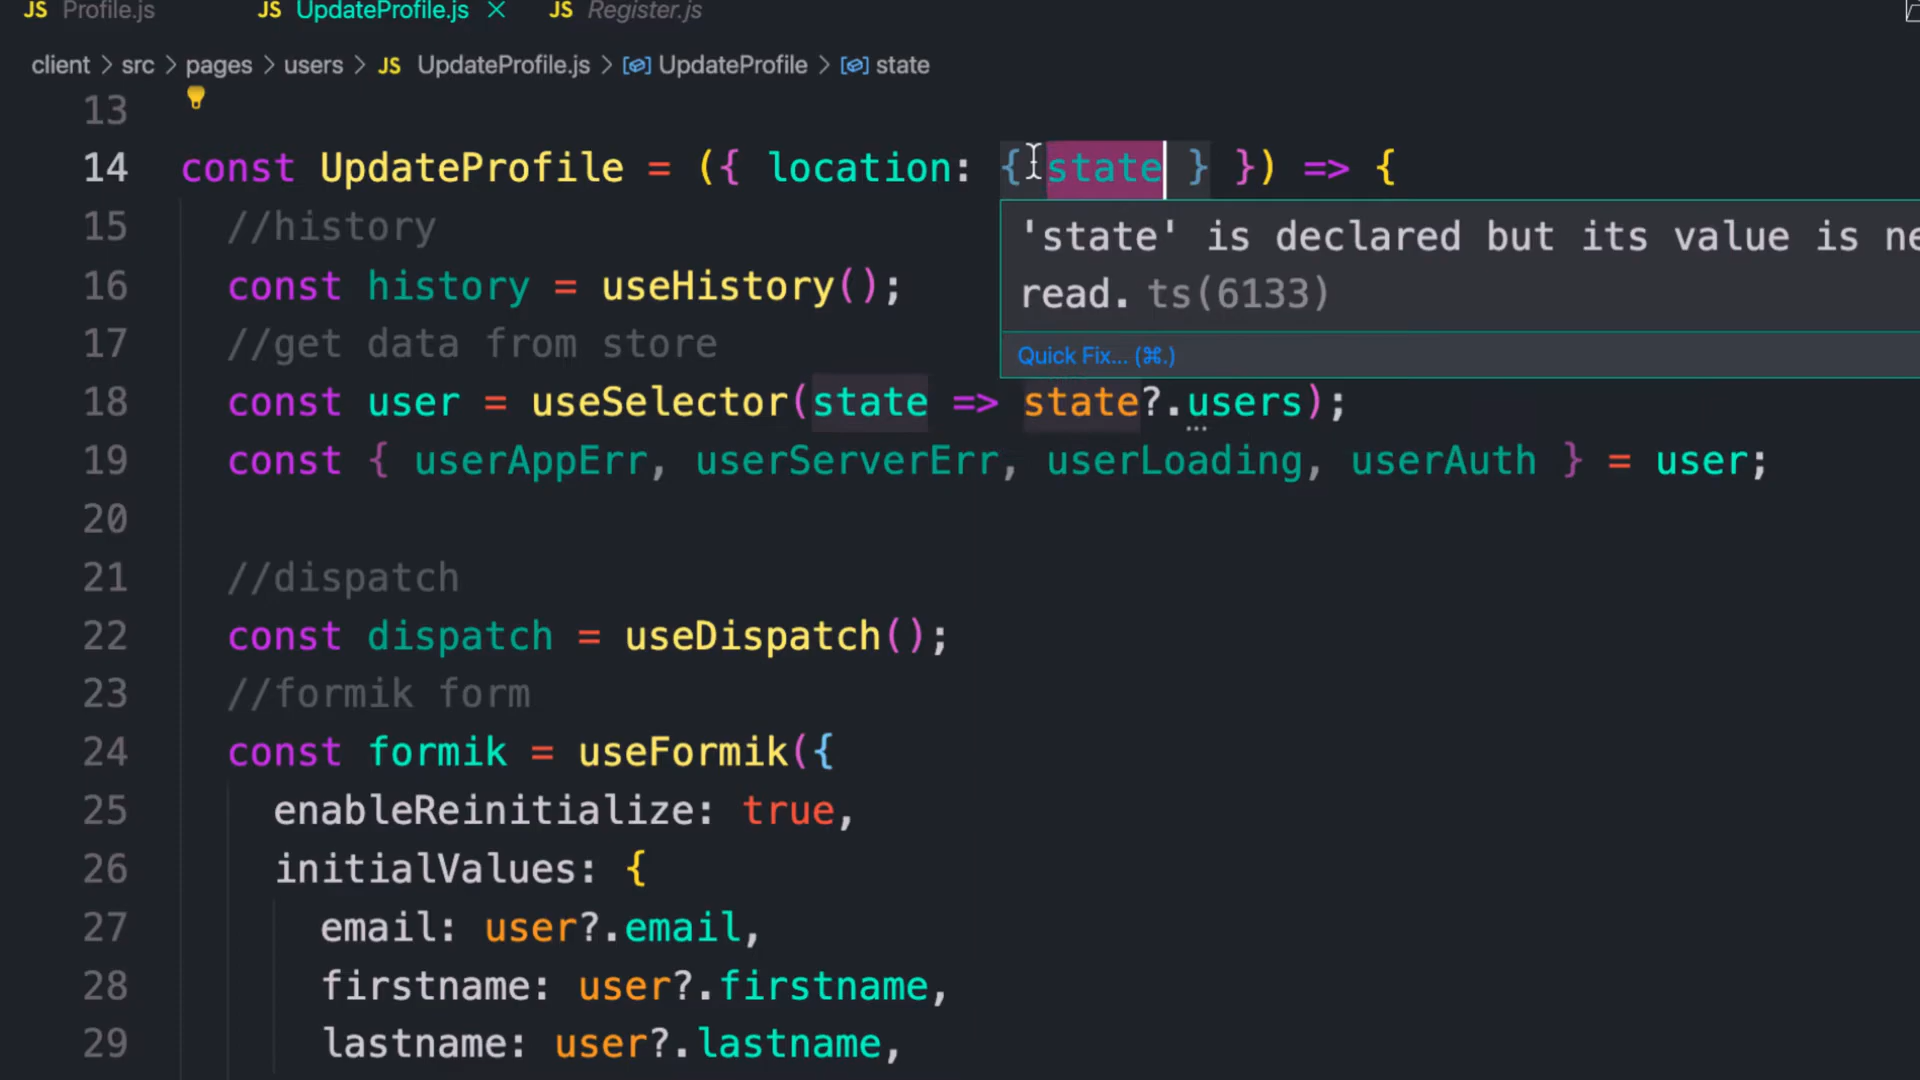 JS Profile.js JS UpdateProfile.js × JS Register.js
client > src > pages > users > JS UpdateProfile.js > UpdateProfile > state
13
14 const UpdateProfile = ({ location: { state } }) => {
15 //history
'state' is declared but its value is
16 const history = useHistory();
read. ts(6133)
17 //get data from store
Quick Fix... (⌘.)
18 const user = useSelector(state => state?.users);
19 const { userAppErr, userServerErr, userLoading, userAuth } = user;
20
21 //dispatch
22 const dispatch = useDispatch();
23 //formik form
24 const formik = useFormik({
25 enableReinitialize: true,
26 initialValues: {
27 email: user?.email,
28 firstname: user?.firstname,
29 lastname: user?.lastname,